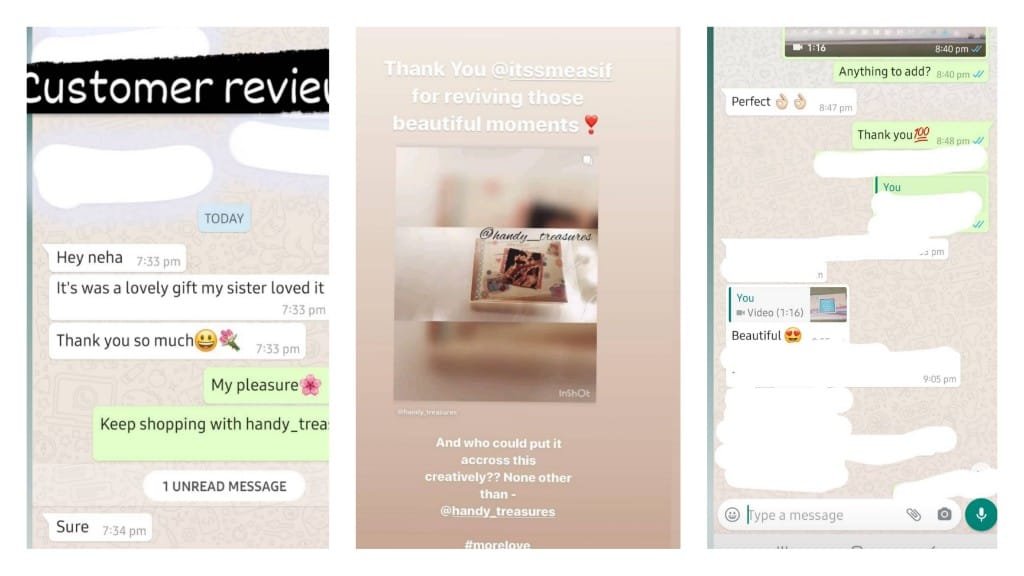 Customer review
TODAY
Hey neha 7:33 pm
It's was a lovely gift my sister loved it
7:33 pm
Thank you so much😃💐 7:33 pm
My pleasure🌸
Keep shopping with handy_trea
1 UNREAD MESSAGE
Sure 7:34 pm
Thank You @itssmeasif
for reviving those
beautiful moments❣️
@handy_treasures
InShOt
@handy_treasures
And who could put it
accross this
creatively?? None other
than -
@handy_treasures
#morelove
1:16 8:40 pm
Anything to add? 8:40 pm
Perfect 👌🏻👌🏻 8:47 pm
Thank you💯 8:48 pm
You
pm
You
Video (1:16)
Beautiful 😍
9:05 pm
Type a message